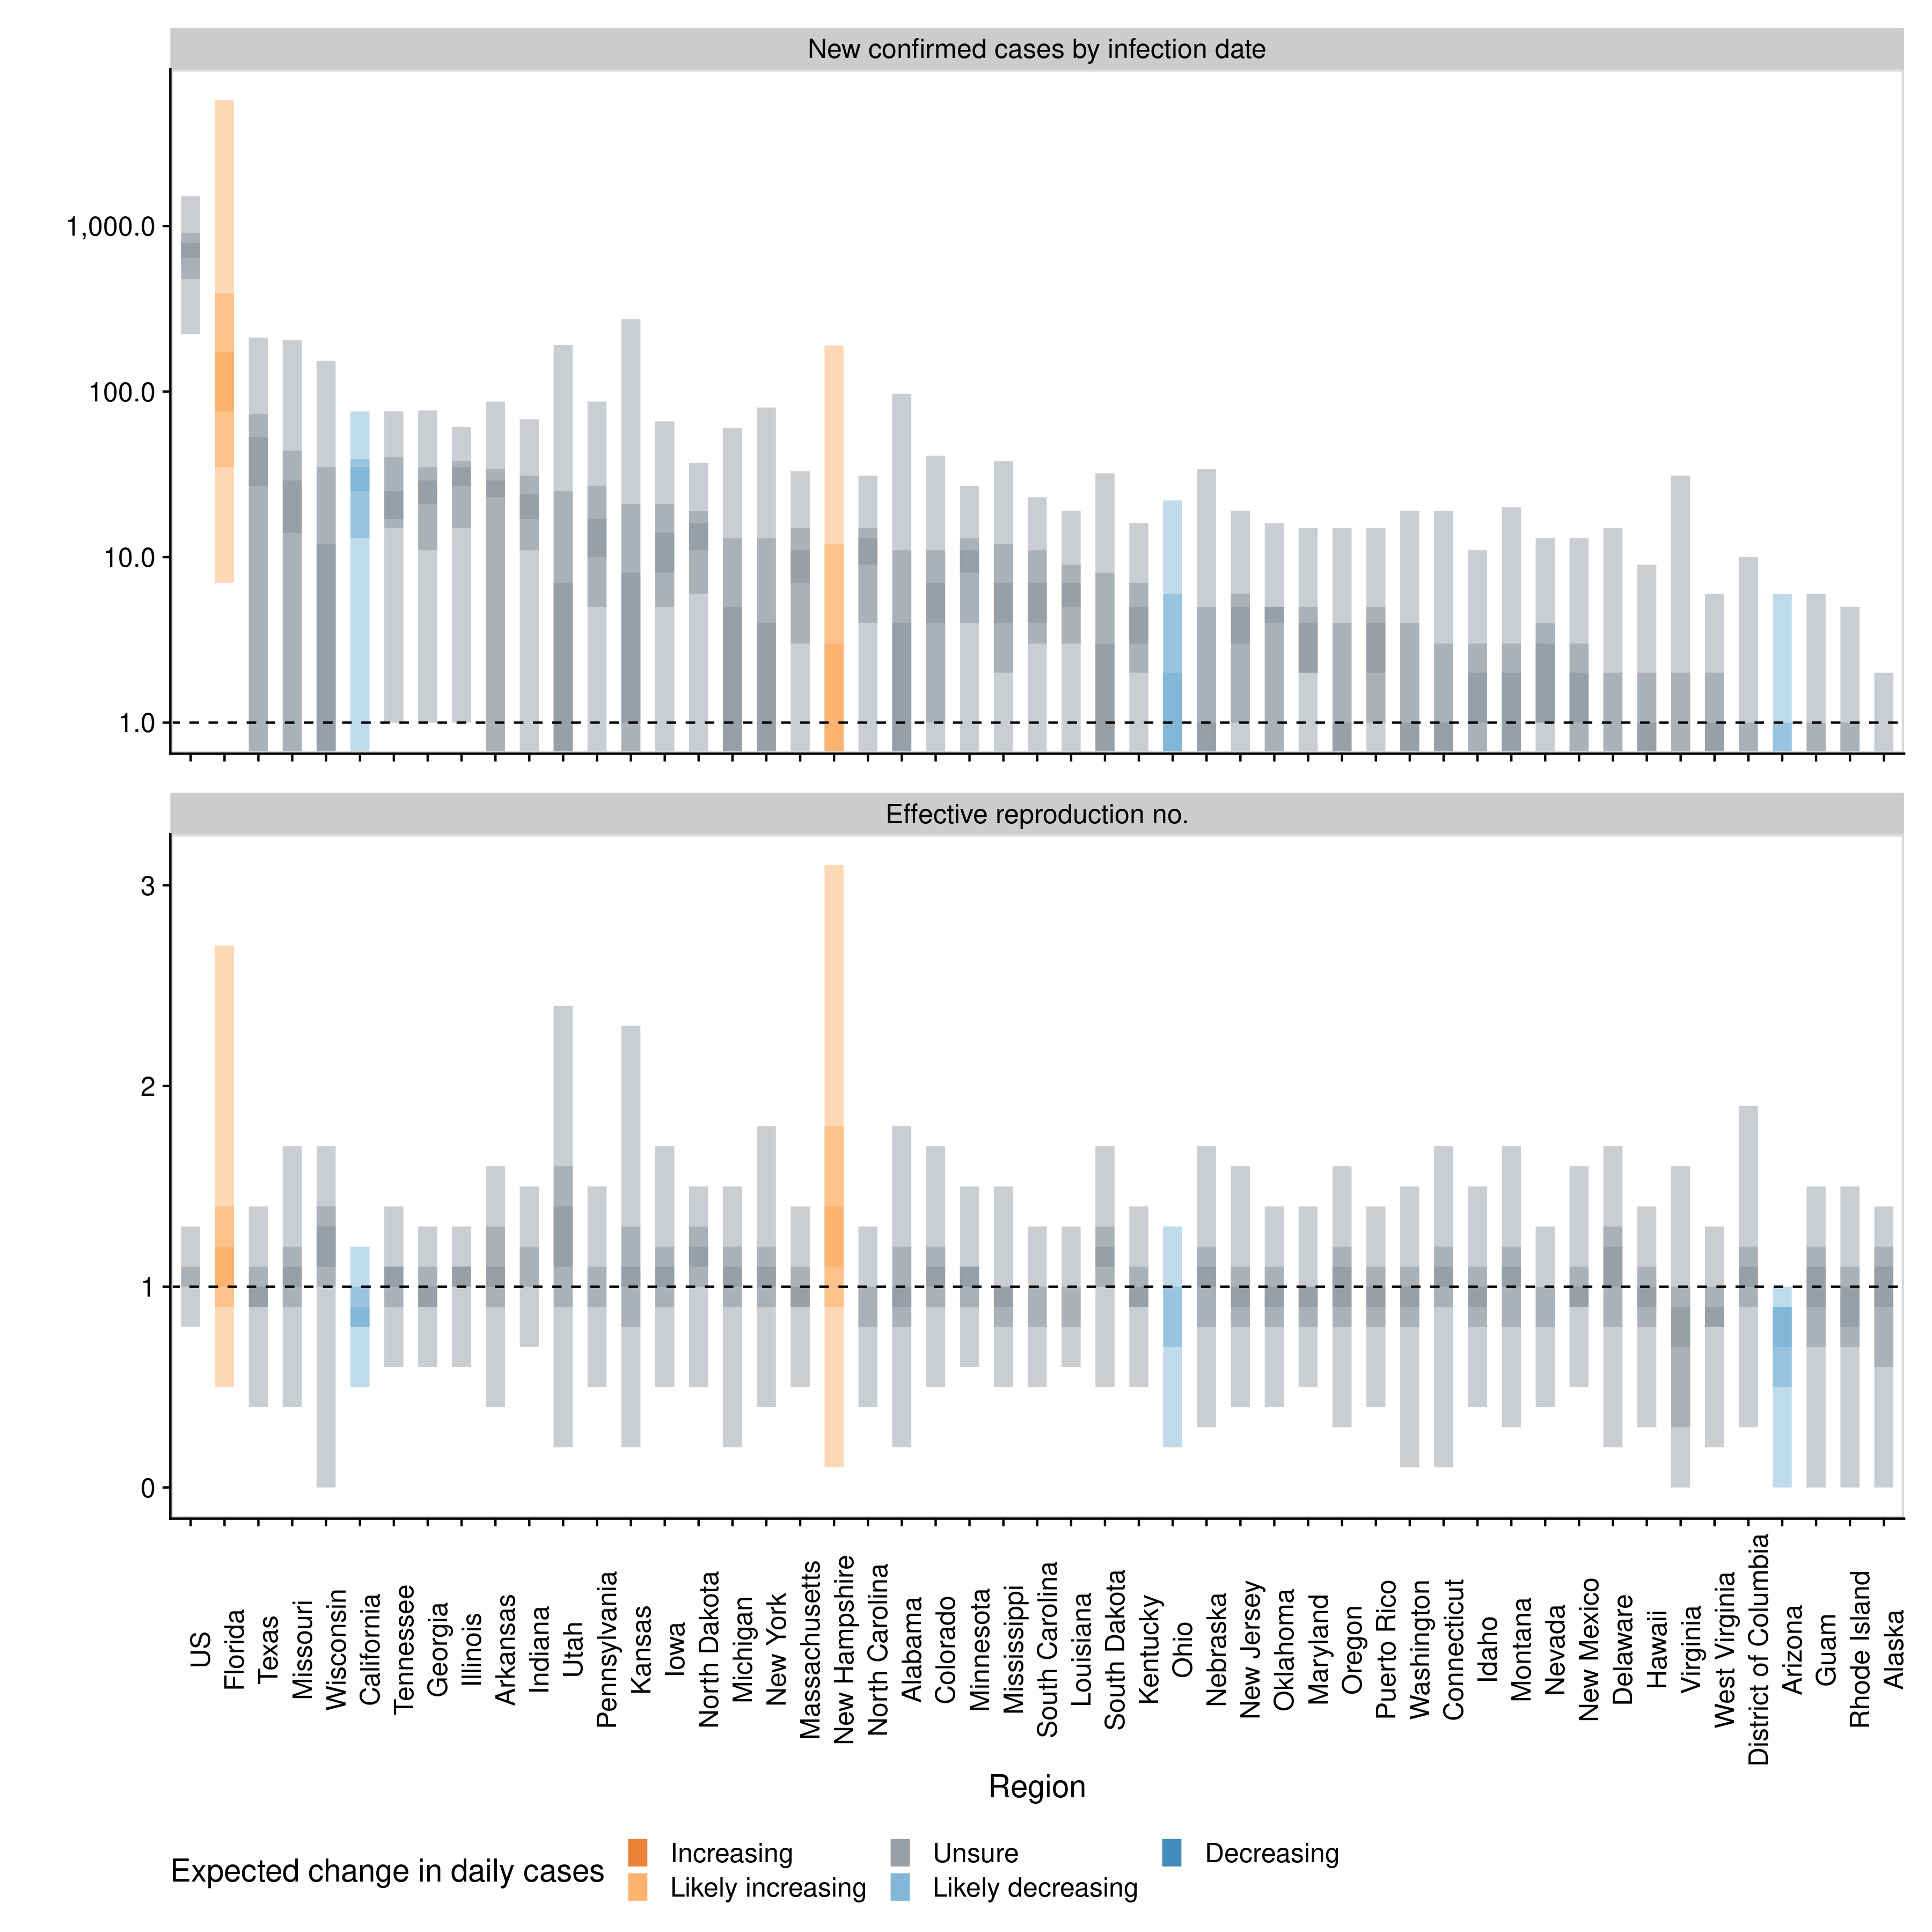 New confirmed cases by infection date
1,000.0
100.0
10.0
1.0
Effective reproduction no.
3
2
1
0
US
Florida
Texas
Missouri
Wisconsin
California
Tennessee
Georgia
Illinois
Arkansas
Indiana
Utah
Pennsylvania
Kansas
Iowa
North Dakota
Michigan
New York
Massachusetts
New Hampshire
North Carolina
Alabama
Colorado
Minnesota
Mississippi
South Carolina
Louisiana
South Dakota
Kentucky
Ohio
Nebraska
New Jersey
Oklahoma
Maryland
Oregon
Puerto Rico
Washington
Connecticut
Idaho
Montana
Nevada
New Mexico
Delaware
Hawaii
Virginia
West Virginia
District of Columbia
Arizona
Guam
Rhode Island
Alaska
Region
Expected change in daily cases
Increasing
Likely increasing
Unsure
Likely decreasing
Decreasing